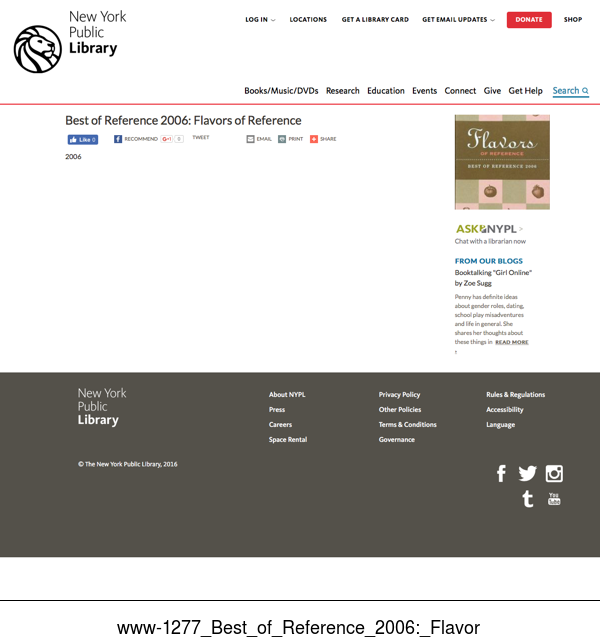 New York
Public
Library
LOG IN
LOCATIONS
GET A LIBRARY CARD
GET EMAIL UPDATES
DONATE
SHOP
Books/Music/DVDs Research Education Events Connect Give Get Help Search
Best of Reference 2006: Flavors of Reference
Like 0
RECOMMEND
G+1 0
TWEET
EMAIL
PRINT
SHARE
2006
Flavors
OF REFERENCE
BEST OF REFERENCE 2006
ASK NYPL >
Chat with a librarian now
FROM OUR BLOGS
Booktalking "Girl Online"
by Zoe Sugg
Penny has definite ideas
about gender roles, dating,
school play misadventures
and life in general. She
shares her thoughts about
these things in READ MORE
New York
Public
Library
About NYPL
Press
Careers
Space Rental
Privacy Policy
Other Policies
Terms & Conditions
Governance
Rules & Regulations
Accessibility
Language
© The New York Public Library, 2016
You
Tube
www-1277_Best_of_Reference_2006:_Flavor